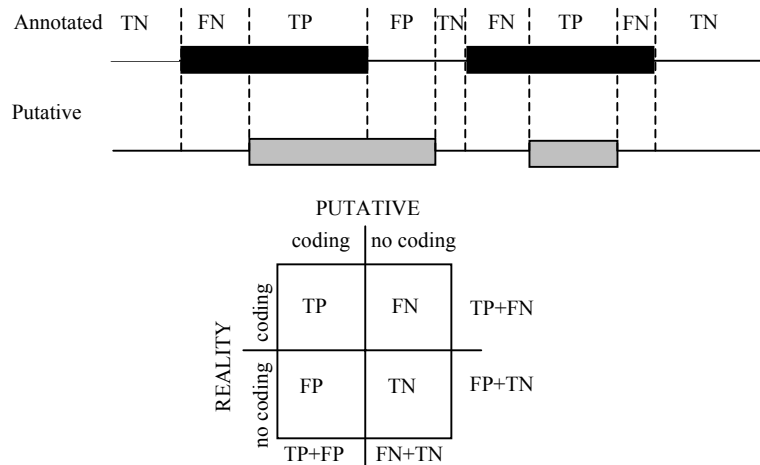 Annotated TN FN TP FP TN FN TP FN TN
Putative
PUTATIVE
coding no coding
REALITY
coding
TP FN TP+FN
no coding
FP TN FP+TN
TP+FP FN+TN